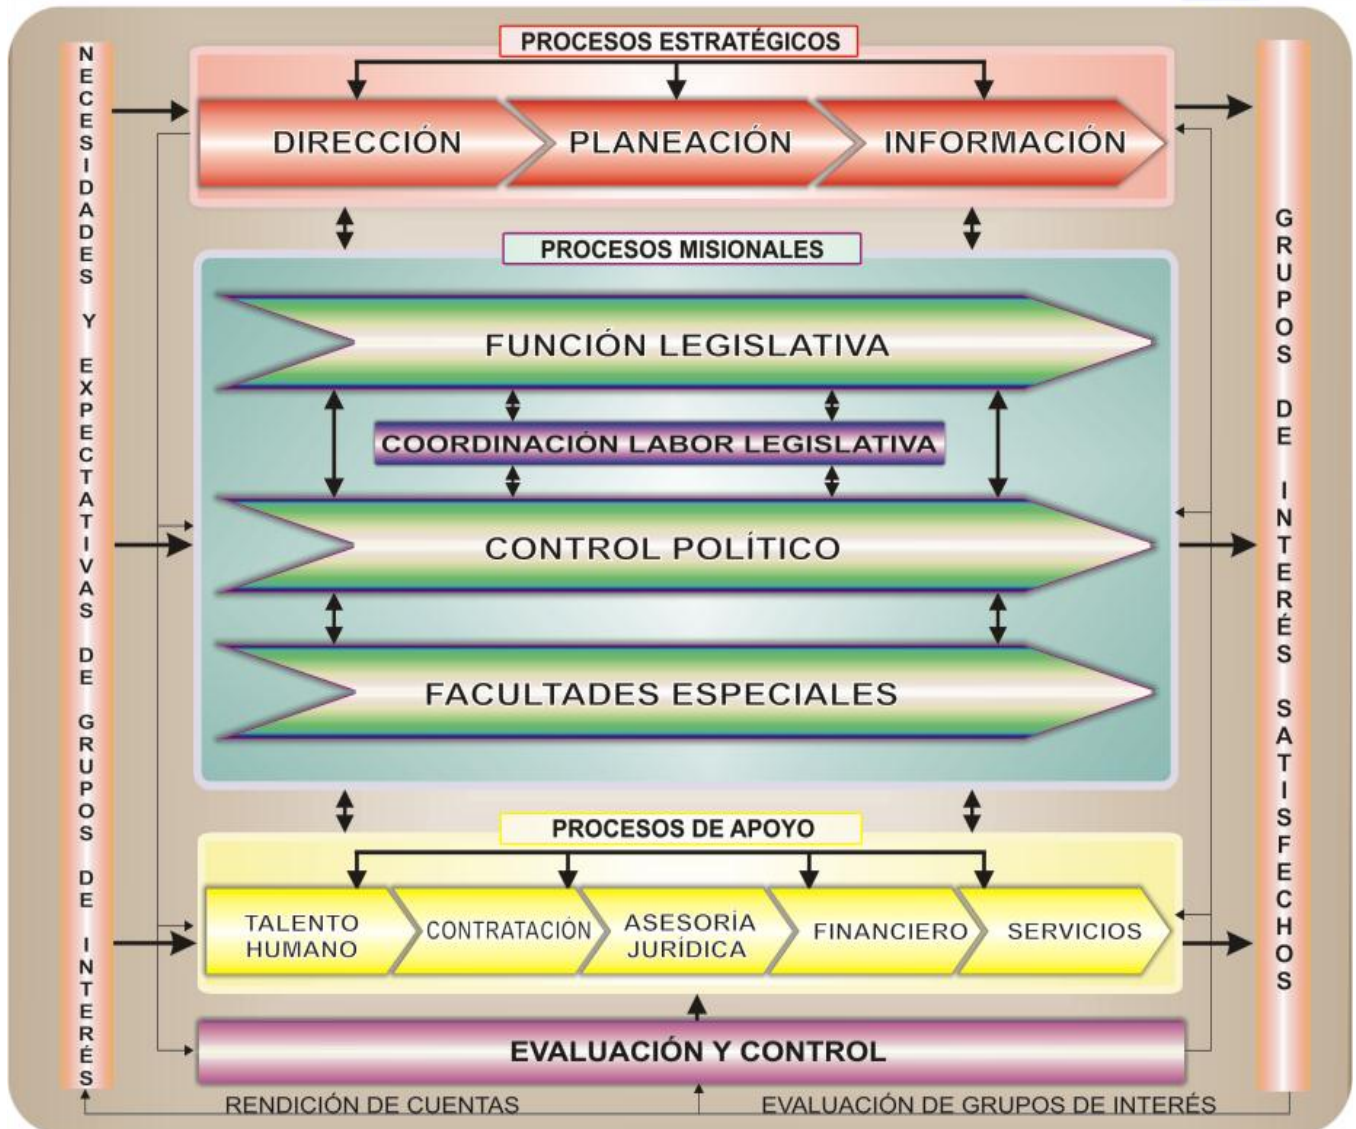 PROCESOS ESTRATÉGICOS
NECESIDADES Y EXPECTATIVAS DE GRUPOS DE INTERÉS
DIRECCIÓN
PLANEACIÓN
INFORMACIÓN
GRUPOS DE INTERÉS SATISFECHOS
PROCESOS MISIONALES
FUNCIÓN LEGISLATIVA
COORDINACIÓN LABOR LEGISLATIVA
CONTROL POLÍTICO
FACULTADES ESPECIALES
PROCESOS DE APOYO
TALENTO
HUMANO
CONTRATACIÓN
ASESORÍA
JURÍDICA
FINANCIERO
SERVICIOS
EVALUACIÓN Y CONTROL
RENDICIÓN DE CUENTAS
EVALUACIÓN DE GRUPOS DE INTERÉS